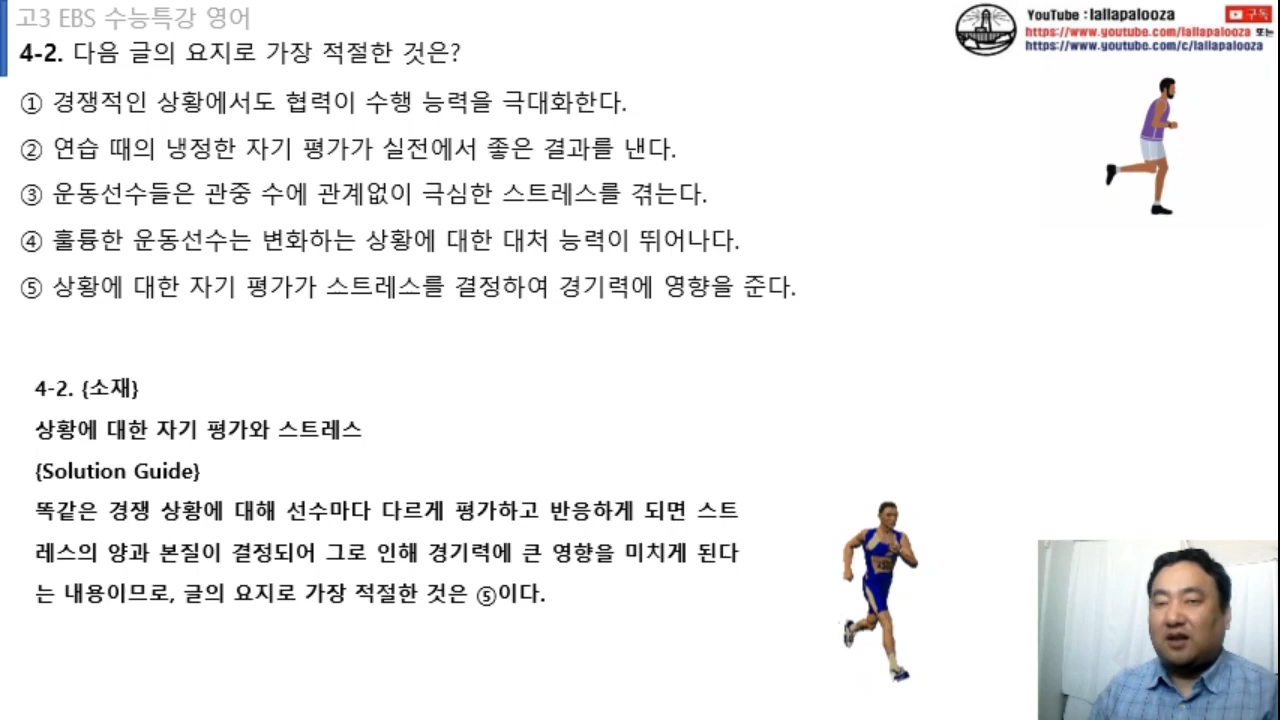 고3 EBS 수능특강 영어
YouTube : lallapalooza
구독
https://www.youtube.com/lallapalooza 또는
https://www.youtube.com/c/lallapalooza
4-2. 다음 글의 요지로 가장 적절한 것은?
① 경쟁적인 상황에서도 협력이 수행 능력을 극대화한다.
② 연습 때의 냉정한 자기 평가가 실전에서 좋은 결과를 낸다.
③ 운동선수들은 관중 수에 관계없이 극심한 스트레스를 겪는다.
④ 훌륭한 운동선수는 변화하는 상황에 대한 대처 능력이 뛰어나다.
⑤ 상황에 대한 자기 평가가 스트레스를 결정하여 경기력에 영향을 준다.
4-2. {소재}
상황에 대한 자기 평가와 스트레스
{Solution Guide}
똑같은 경쟁 상황에 대해 선수마다 다르게 평가하고 반응하게 되면 스트
레스의 양과 본질이 결정되어 그로 인해 경기력에 큰 영향을 미치게 된다
는 내용이므로, 글의 요지로 가장 적절한 것은 ⑤이다.